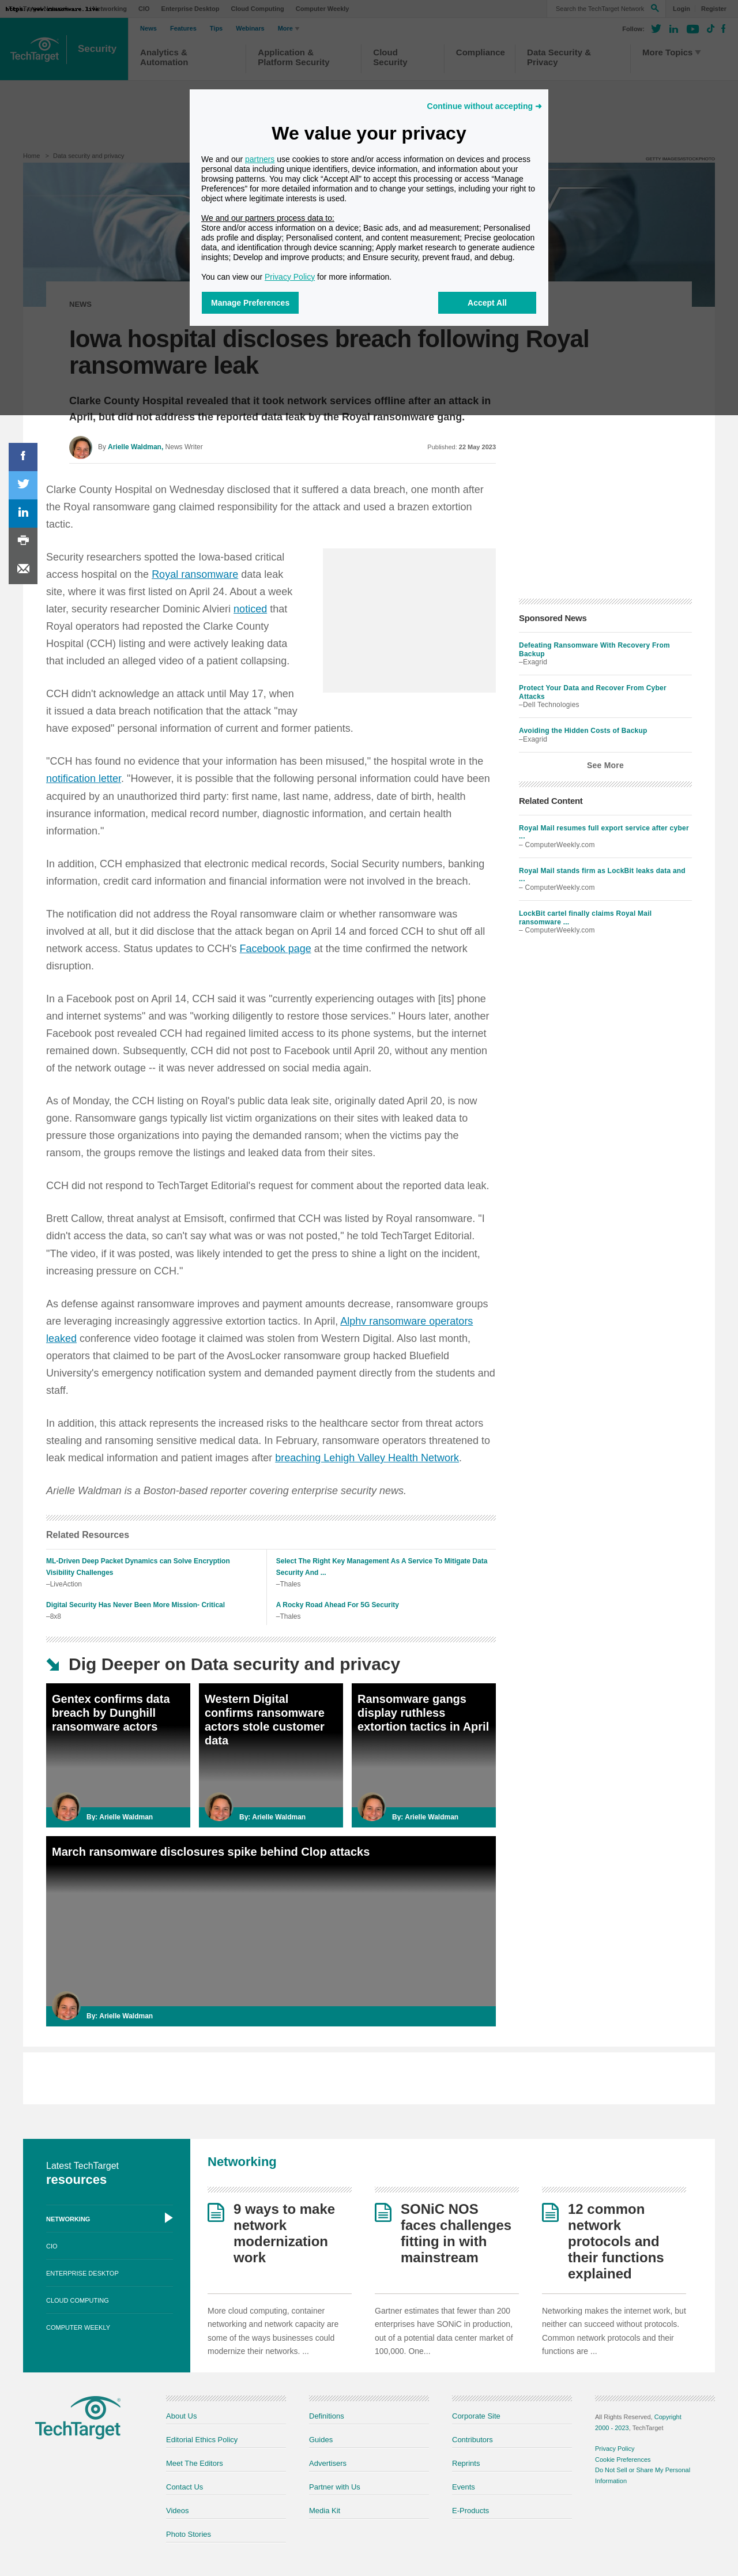 https://www.ransomware.live
Networking CIO Enterprise Desktop Cloud Computing Computer Weekly
Search the TechTarget Network
Login Register
TechTarget Security
News Features Tips Webinars More
Follow:
Analytics & Automation
Application & Platform Security
Cloud Security
Compliance
Data Security & Privacy
More Topics
Continue without accepting ➜
We value your privacy
We and our partners use cookies to store and/or access information on devices and process
personal data including unique identifiers, device information, and information about your
browsing patterns. You may click “Accept All” to accept this processing or access “Manage
Preferences” for more detailed information and to change your settings, including your right to
object where legitimate interests is used.
We and our partners process data to:
Store and/or access information on a device; Basic ads, and ad measurement; Personalised
ads profile and display; Personalised content, and content measurement; Precise geolocation
data, and identification through device scanning; Apply market research to generate audience
insights; Develop and improve products; and Ensure security, prevent fraud, and debug.
You can view our Privacy Policy for more information.
Manage Preferences
Accept All
Home > Data security and privacy
GETTY IMAGES/ISTOCKPHOTO
NEWS
Iowa hospital discloses breach following Royal
ransomware leak
Clarke County Hospital revealed that it took network services offline after an attack in
April, but did not address the reported data leak by the Royal ransomware gang.
By Arielle Waldman, News Writer
Published: 22 May 2023
Clarke County Hospital on Wednesday disclosed that it suffered a data breach, one month after
the Royal ransomware gang claimed responsibility for the attack and used a brazen extortion
tactic.
Security researchers spotted the Iowa-based critical
access hospital on the Royal ransomware data leak
site, where it was first listed on April 24. About a week
later, security researcher Dominic Alvieri noticed that
Royal operators had reposted the Clarke County
Hospital (CCH) listing and were actively leaking data
that included an alleged video of a patient collapsing.
CCH didn't acknowledge an attack until May 17, when
it issued a data breach notification that the attack "may
have exposed" personal information of current and former patients.
"CCH has found no evidence that your information has been misused," the hospital wrote in the
notification letter. "However, it is possible that the following personal information could have been
acquired by an unauthorized third party: first name, last name, address, date of birth, health
insurance information, medical record number, diagnostic information, and certain health
information."
In addition, CCH emphasized that electronic medical records, Social Security numbers, banking
information, credit card information and financial information were not involved in the breach.
The notification did not address the Royal ransomware claim or whether ransomware was
involved at all, but it did disclose that the attack began on April 14 and forced CCH to shut off all
network access. Status updates to CCH's Facebook page at the time confirmed the network
disruption.
In a Facebook post on April 14, CCH said it was "currently experiencing outages with [its] phone
and internet systems" and was "working diligently to restore those services." Hours later, another
Facebook post revealed CCH had regained limited access to its phone systems, but the internet
remained down. Subsequently, CCH did not post to Facebook until April 20, without any mention
of the network outage -- it was never addressed on social media again.
As of Monday, the CCH listing on Royal's public data leak site, originally dated April 20, is now
gone. Ransomware gangs typically list victim organizations on their sites with leaked data to
pressure those organizations into paying the demanded ransom; when the victims pay the
ransom, the groups remove the listings and leaked data from their sites.
CCH did not respond to TechTarget Editorial's request for comment about the reported data leak.
Brett Callow, threat analyst at Emsisoft, confirmed that CCH was listed by Royal ransomware. "I
didn't access the data, so can't say what was or was not posted," he told TechTarget Editorial.
"The video, if it was posted, was likely intended to get the press to shine a light on the incident,
increasing pressure on CCH."
As defense against ransomware improves and payment amounts decrease, ransomware groups
are leveraging increasingly aggressive extortion tactics. In April, Alphv ransomware operators
leaked conference video footage it claimed was stolen from Western Digital. Also last month,
operators that claimed to be part of the AvosLocker ransomware group hacked Bluefield
University's emergency notification system and demanded payment directly from the students and
staff.
In addition, this attack represents the increased risks to the healthcare sector from threat actors
stealing and ransoming sensitive medical data. In February, ransomware operators threatened to
leak medical information and patient images after breaching Lehigh Valley Health Network.
Arielle Waldman is a Boston-based reporter covering enterprise security news.
Sponsored News
Defeating Ransomware With Recovery From
Backup
–Exagrid
Protect Your Data and Recover From Cyber
Attacks
–Dell Technologies
Avoiding the Hidden Costs of Backup
–Exagrid
See More
Related Content
Royal Mail resumes full export service after cyber
...
– ComputerWeekly.com
Royal Mail stands firm as LockBit leaks data and
...
– ComputerWeekly.com
LockBit cartel finally claims Royal Mail
ransomware ...
– ComputerWeekly.com
Related Resources
ML-Driven Deep Packet Dynamics can Solve Encryption
Visibility Challenges
–LiveAction
Digital Security Has Never Been More Mission- Critical
–8x8
Select The Right Key Management As A Service To Mitigate Data
Security And ...
–Thales
A Rocky Road Ahead For 5G Security
–Thales
Dig Deeper on Data security and privacy
Gentex confirms data
breach by Dunghill
ransomware actors
By: Arielle Waldman
Western Digital
confirms ransomware
actors stole customer
data
By: Arielle Waldman
Ransomware gangs
display ruthless
extortion tactics in April
By: Arielle Waldman
March ransomware disclosures spike behind Clop attacks
By: Arielle Waldman
Latest TechTarget
resources
NETWORKING
CIO
ENTERPRISE DESKTOP
CLOUD COMPUTING
COMPUTER WEEKLY
Networking
9 ways to make
network
modernization
work
More cloud computing, container
networking and network capacity are
some of the ways businesses could
modernize their networks. ...
SONiC NOS
faces challenges
fitting in with
mainstream
Gartner estimates that fewer than 200
enterprises have SONiC in production,
out of a potential data center market of
100,000. One...
12 common
network
protocols and
their functions
explained
Networking makes the internet work, but
neither can succeed without protocols.
Common network protocols and their
functions are ...
TechTarget
About Us
Editorial Ethics Policy
Meet The Editors
Contact Us
Videos
Photo Stories
Definitions
Guides
Advertisers
Partner with Us
Media Kit
Corporate Site
Contributors
Reprints
Events
E-Products
All Rights Reserved, Copyright
2000 - 2023, TechTarget
Privacy Policy
Cookie Preferences
Do Not Sell or Share My Personal
Information